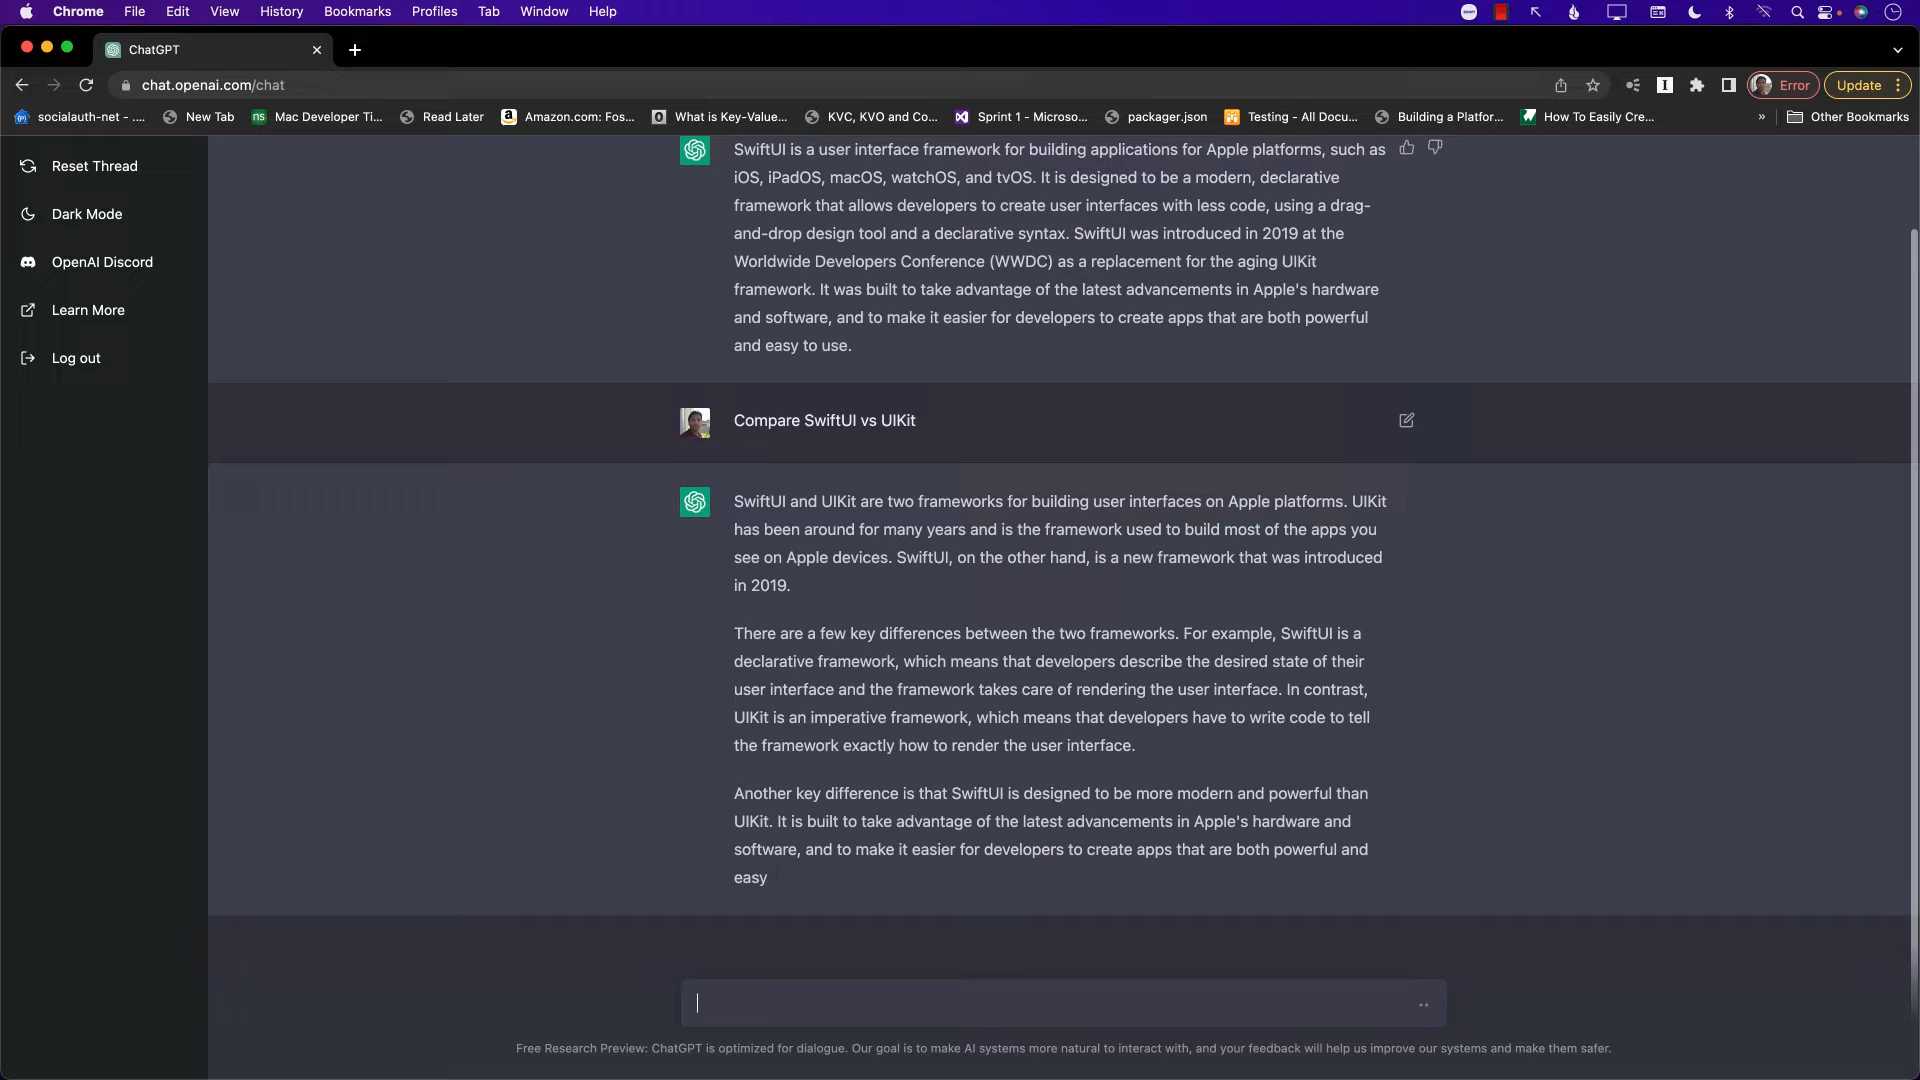 Chrome File Edit View History Bookmarks Profiles Tab Window Help
ChatGPT
chat.openai.com/chat
Error
Update
socialauth-net - ....
New Tab
ns
Mac Developer Ti...
Read Later
Amazon.com: Fos...
What is Key-Value...
KVC, KVO and Co...
Sprint 1 - Microso...
packager.json
Testing - All Docu...
Building a Platfor...
How To Easily Cre...
»
Other Bookmarks
Reset Thread
Dark Mode
OpenAI Discord
Learn More
Log out
SwiftUI is a user interface framework for building applications for Apple platforms, such as
iOS, iPadOS, macOS, watchOS, and tvOS. It is designed to be a modern, declarative
framework that allows developers to create user interfaces with less code, using a drag-
and-drop design tool and a declarative syntax. SwiftUI was introduced in 2019 at the
Worldwide Developers Conference (WWDC) as a replacement for the aging UIKit
framework. It was built to take advantage of the latest advancements in Apple's hardware
and software, and to make it easier for developers to create apps that are both powerful
and easy to use.
Compare SwiftUI vs UIKit
SwiftUI and UIKit are two frameworks for building user interfaces on Apple platforms. UIKit
has been around for many years and is the framework used to build most of the apps you
see on Apple devices. SwiftUI, on the other hand, is a new framework that was introduced
in 2019.
There are a few key differences between the two frameworks. For example, SwiftUI is a
declarative framework, which means that developers describe the desired state of their
user interface and the framework takes care of rendering the user interface. In contrast,
UIKit is an imperative framework, which means that developers have to write code to tell
the framework exactly how to render the user interface.
Another key difference is that SwiftUI is designed to be more modern and powerful than
UIKit. It is built to take advantage of the latest advancements in Apple's hardware and
software, and to make it easier for developers to create apps that are both powerful and
easy
Free Research Preview: ChatGPT is optimized for dialogue. Our goal is to make AI systems more natural to interact with, and your feedback will help us improve our systems and make them safer.